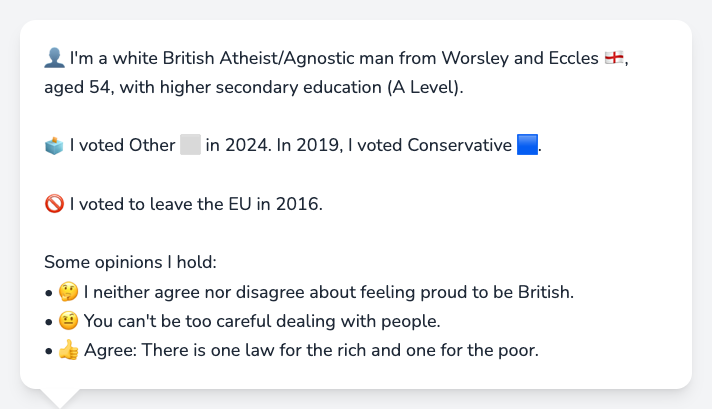 👤 I'm a white British Atheist/Agnostic man from Worsley and Eccles 🏴󠁧󠁢󠁥󠁮󠁧󠁿,
aged 54, with higher secondary education (A Level).
🗳️ I voted Other ⬜ in 2024. In 2019, I voted Conservative 🟦.
🚫 I voted to leave the EU in 2016.
Some opinions I hold:
• 🤔 I neither agree nor disagree about feeling proud to be British.
• 🤨 You can't be too careful dealing with people.
• 👍 Agree: There is one law for the rich and one for the poor.